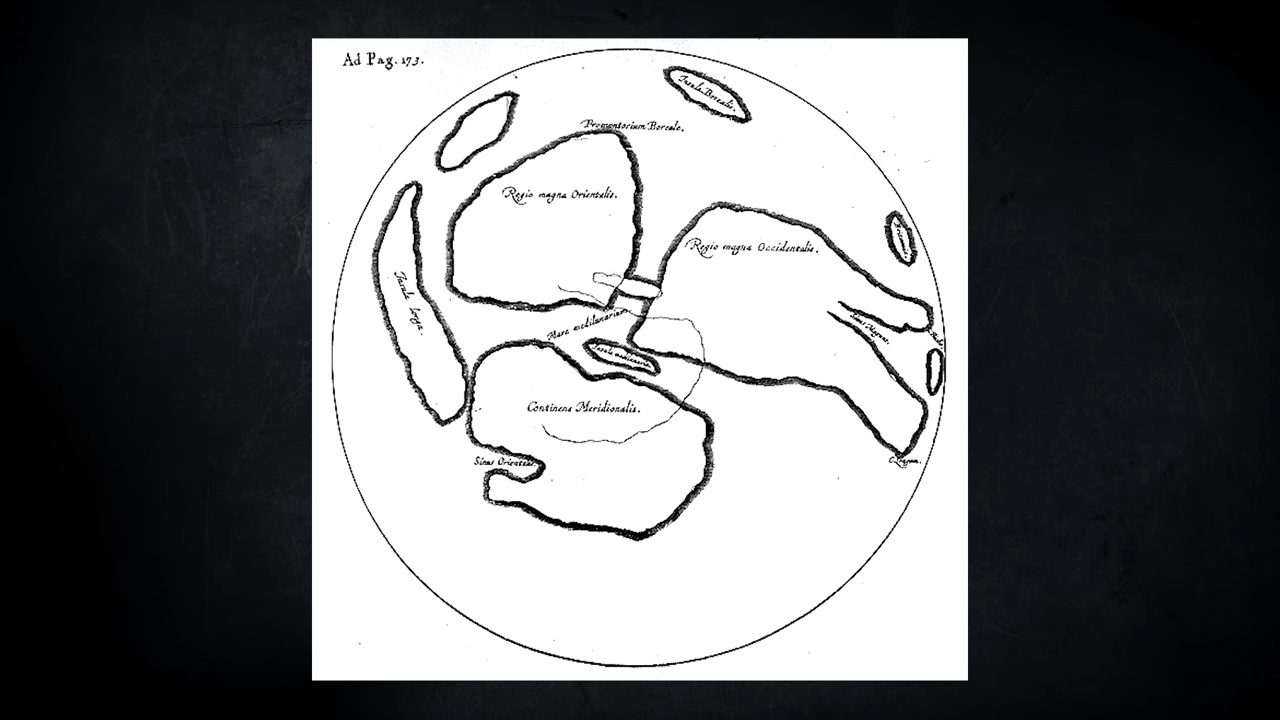 Ad Pag. 173.
Insula Borealis.
Promontorium Boreale.
Regio magna Orientalis.
Regio magna Occidentalis.
Insula longa.
Mare medilunarium
Continens Meridionalis.
Sinus Orientalis